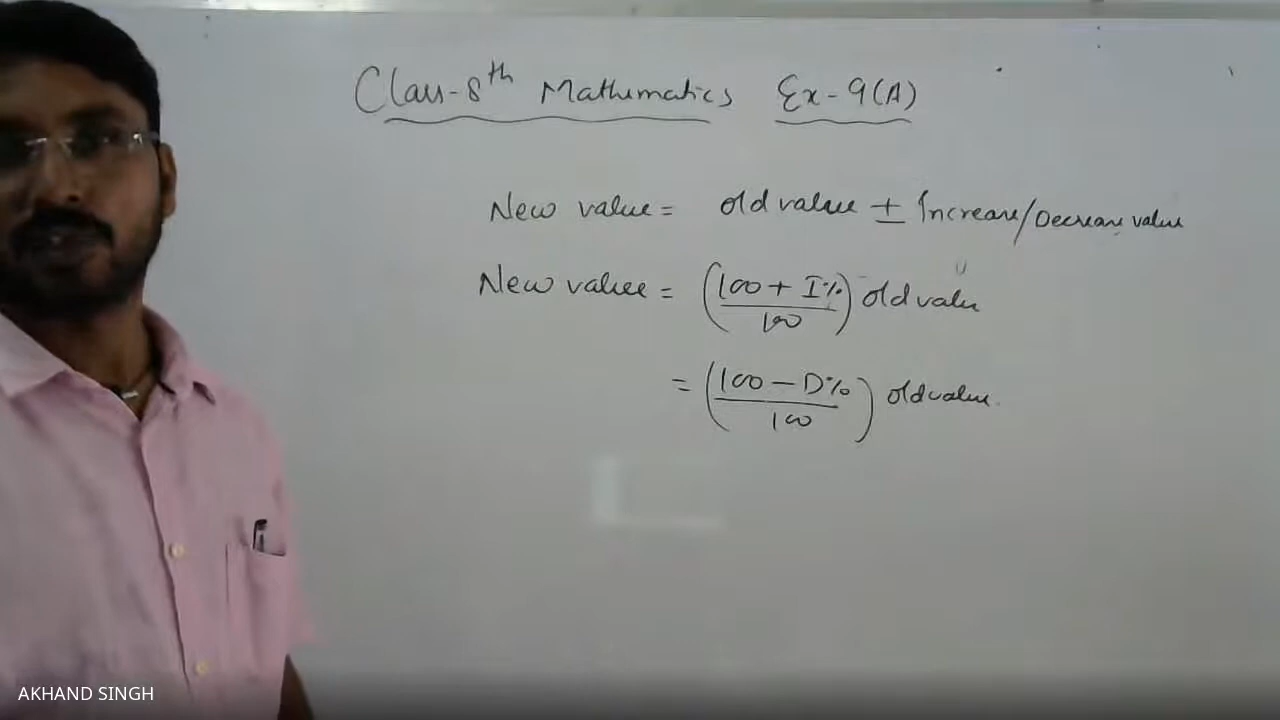 Class-8th Mathematics Ex-9(A)
New value = old value ± Increase/Decrease value
New value = (100 + I% / 100) old value
= (100 - D% / 100) old value.
AKHAND SINGH